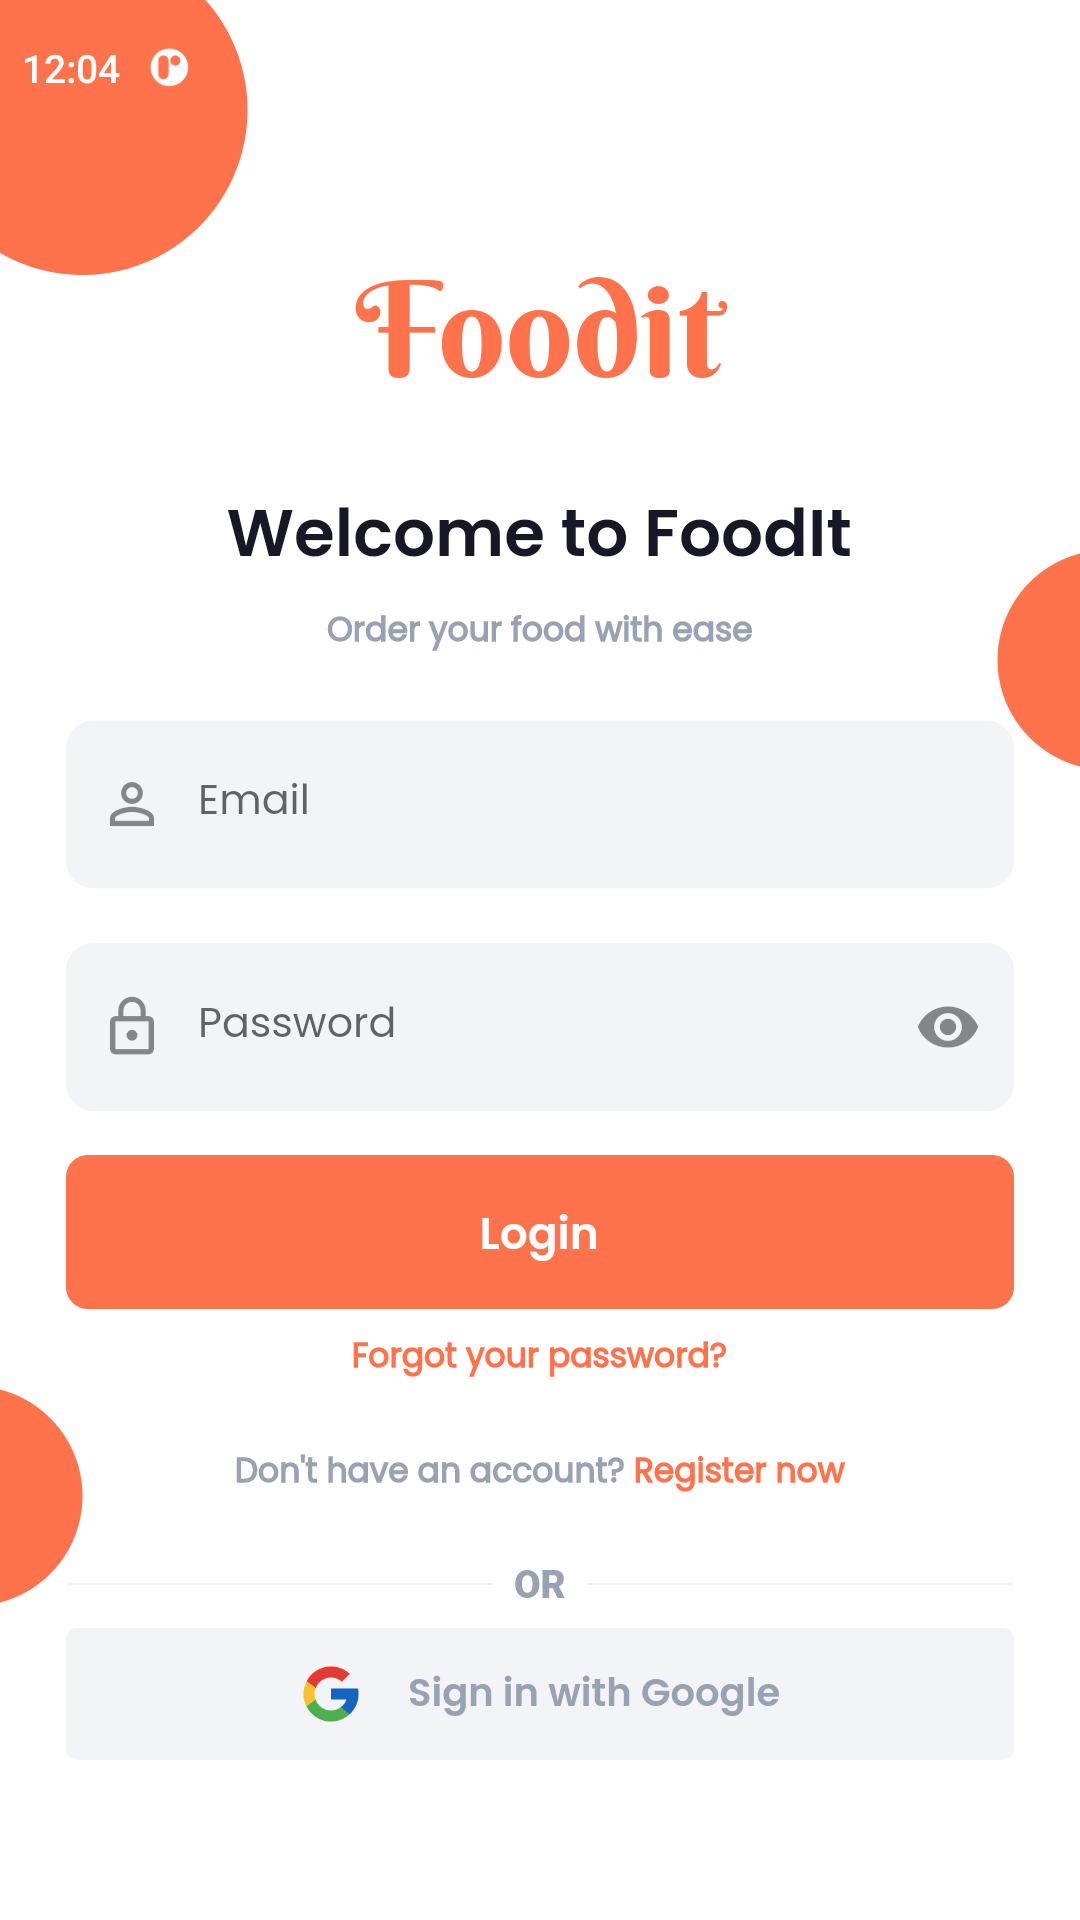 12:04
Foodit
Welcome to FoodIt
Order your food with ease
Email
Password
Login
Forgot your password?
Don't have an account? Register now
OR
Sign in with Google